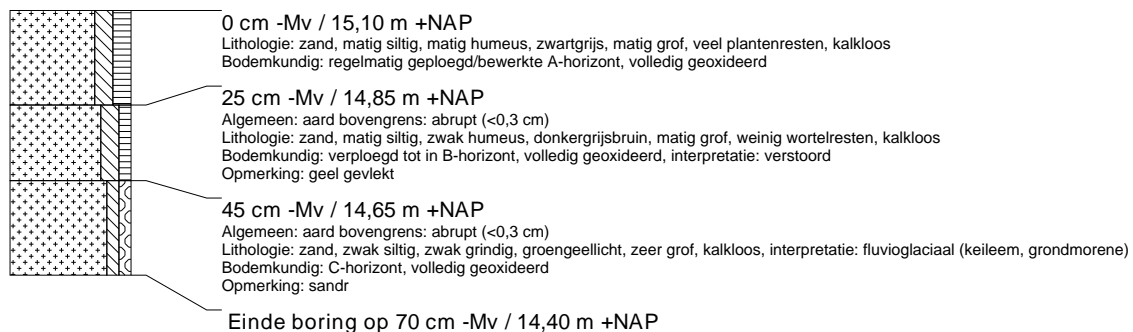 0 cm -Mv / 15,10 m +NAP
Lithologie: zand, matig siltig, matig humeus, zwartgrijs, matig grof, veel plantenresten, kalkloos
Bodemkundig: regelmatig geploegd/bewerkte A-horizont, volledig geoxideerd
25 cm -Mv / 14,85 m +NAP
Algemeen: aard bovengrens: abrupt (<0,3 cm)
Lithologie: zand, matig siltig, zwak humeus, donkergrijsbruin, matig grof, weinig wortelresten, kalkloos
Bodemkundig: verploegd tot in B-horizont, volledig geoxideerd, interpretatie: verstoord
Opmerking: geel gevlekt
45 cm -Mv / 14,65 m +NAP
Algemeen: aard bovengrens: abrupt (<0,3 cm)
Lithologie: zand, zwak siltig, zwak grindig, groengeellicht, zeer grof, kalkloos, interpretatie: fluvioglaciaal (keileem, grondmorene)
Bodemkundig: C-horizont, volledig geoxideerd
Opmerking: sandr
Einde boring op 70 cm -Mv / 14,40 m +NAP